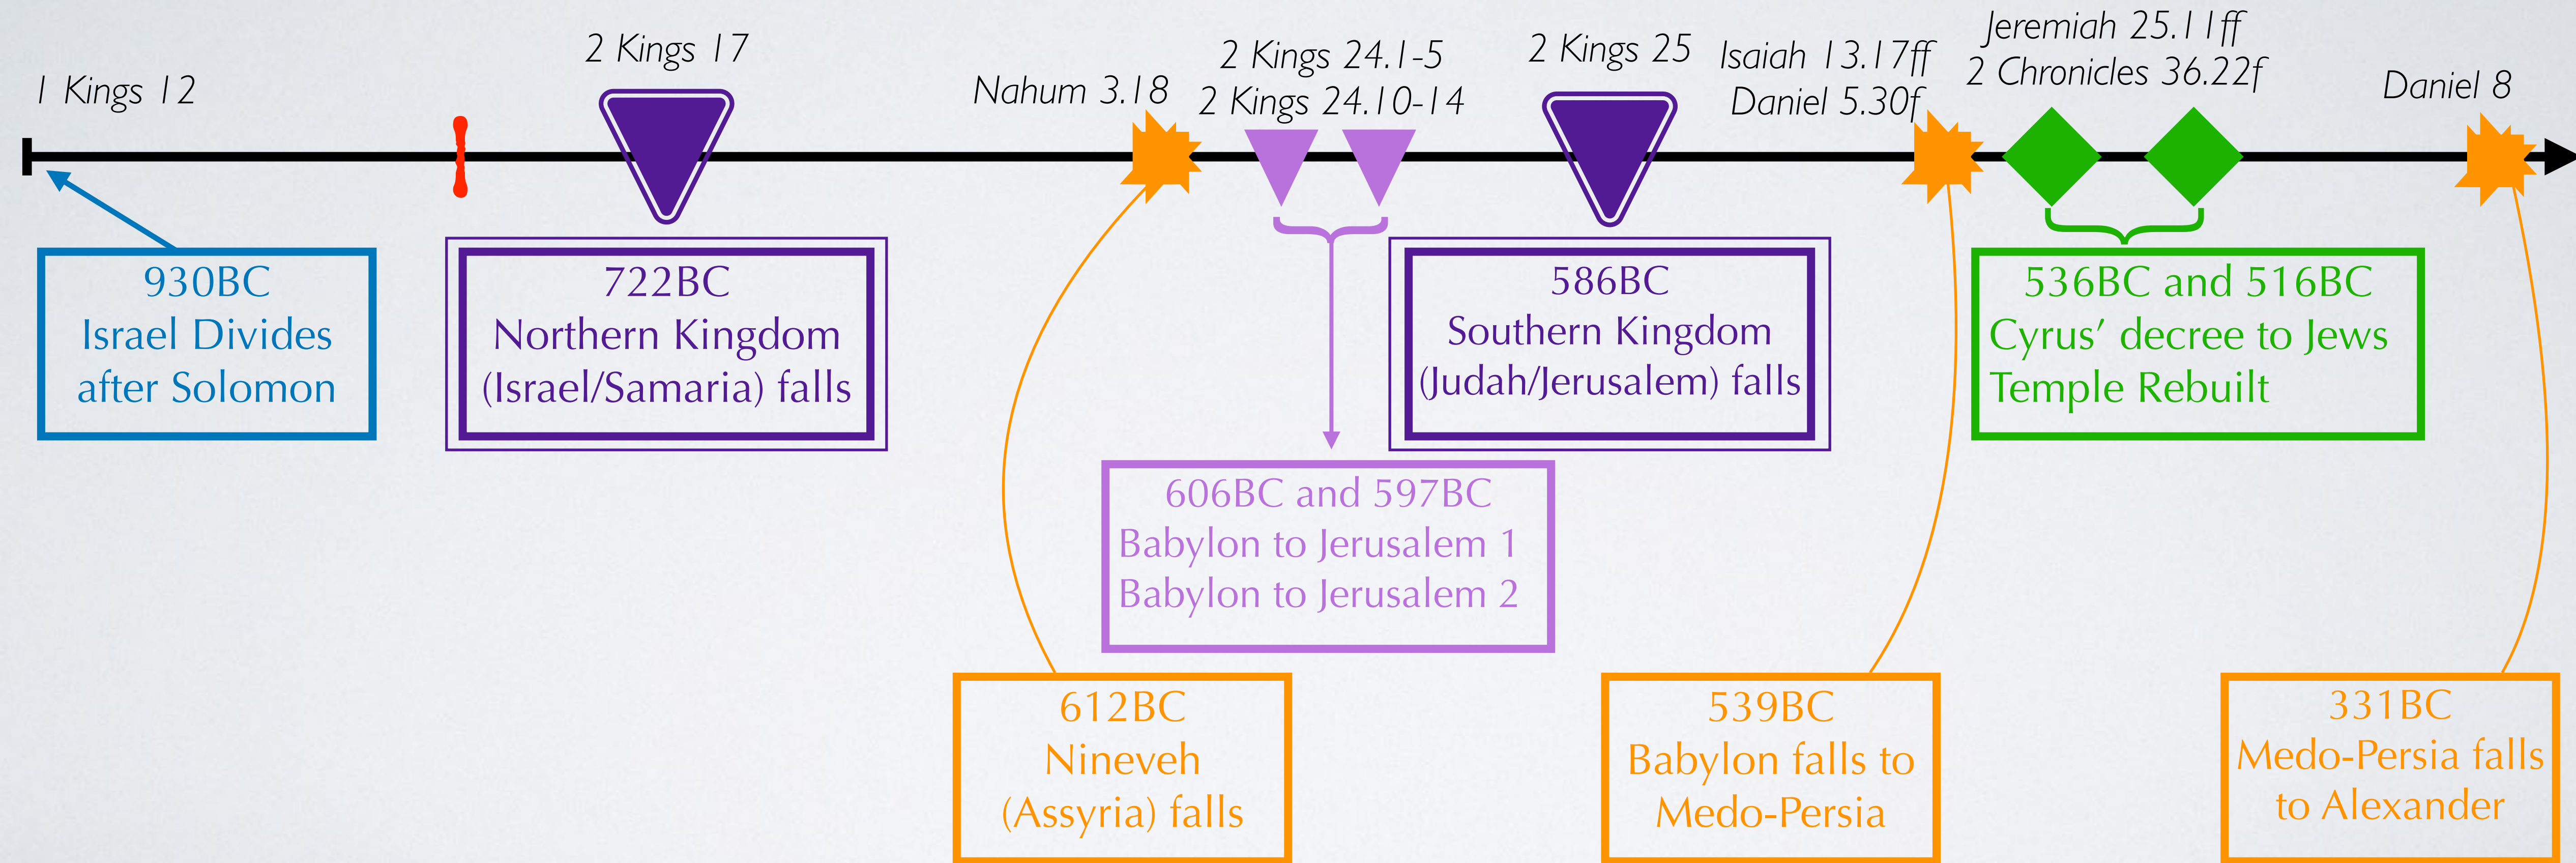 1 Kings 12
2 Kings 17
Nahum 3.18
2 Kings 24.1-5
2 Kings 24.10-14
2 Kings 25
Isaiah 13.17ff
Daniel 5.30f
Jeremiah 25.11ff
2 Chronicles 36.22f
Daniel 8
930BC
Israel Divides
after Solomon
722BC
Northern Kingdom
(Israel/Samaria) falls
586BC
Southern Kingdom
(Judah/Jerusalem) falls
536BC and 516BC
Cyrus’ decree to Jews
Temple Rebuilt
606BC and 597BC
Babylon to Jerusalem 1
Babylon to Jerusalem 2
612BC
Nineveh
(Assyria) falls
539BC
Babylon falls to
Medo-Persia
331BC
Medo-Persia falls
to Alexander